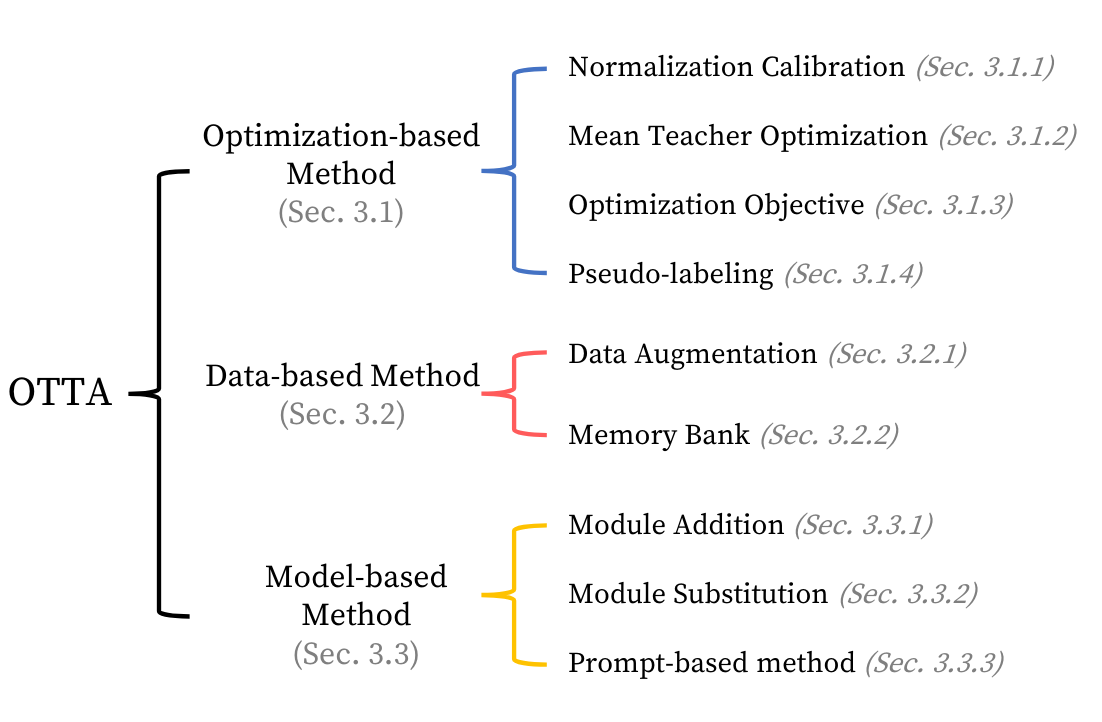 OTTA
Optimization-based
Method
(Sec. 3.1)
Normalization Calibration (Sec. 3.1.1)
Mean Teacher Optimization (Sec. 3.1.2)
Optimization Objective (Sec. 3.1.3)
Pseudo-labeling (Sec. 3.1.4)
Data-based Method
(Sec. 3.2)
Data Augmentation (Sec. 3.2.1)
Memory Bank (Sec. 3.2.2)
Model-based
Method
(Sec. 3.3)
Module Addition (Sec. 3.3.1)
Module Substitution (Sec. 3.3.2)
Prompt-based method (Sec. 3.3.3)